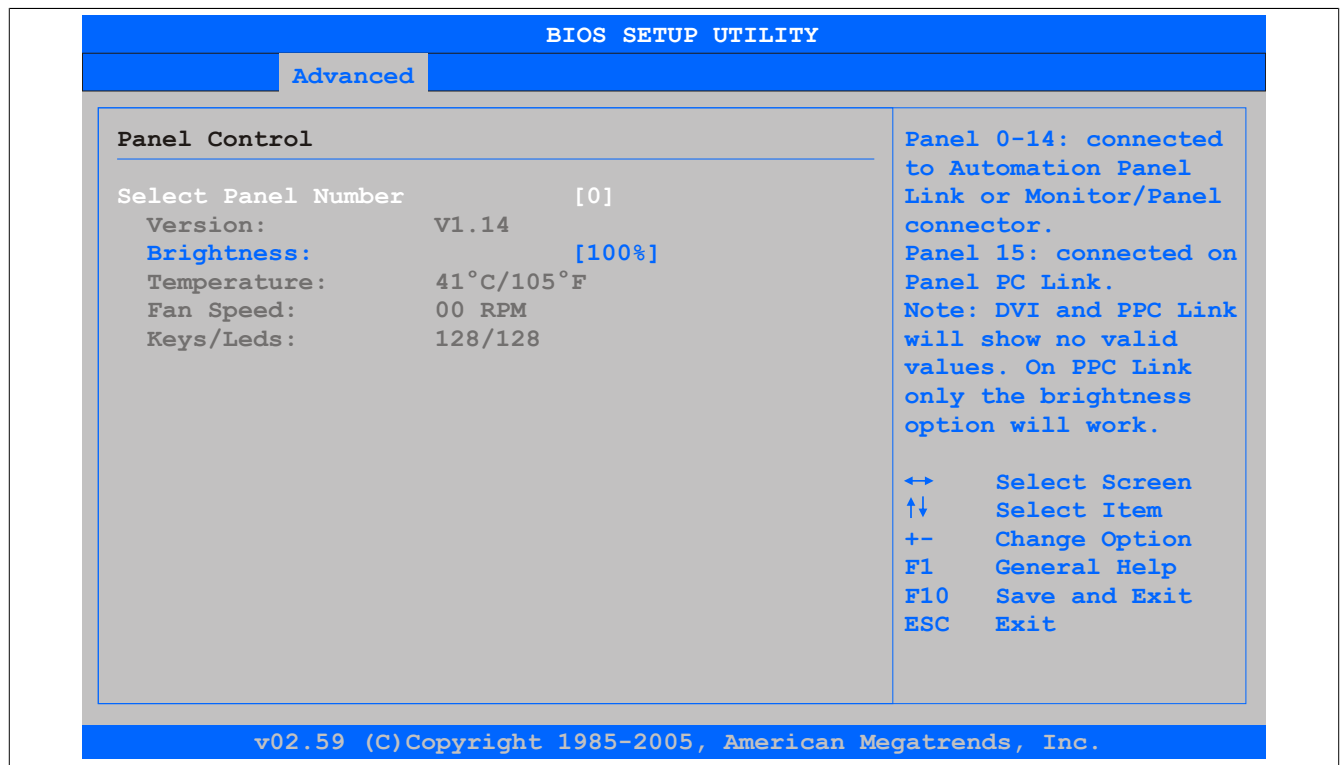 BIOS SETUP UTILITY
Advanced
Panel Control
Select Panel Number [0]
Version: V1.14
Brightness: [100%]
Temperature: 41°C/105°F
Fan Speed: 00 RPM
Keys/Leds: 128/128
Panel 0-14: connected
to Automation Panel
Link or Monitor/Panel
connector.
Panel 15: connected on
Panel PC Link.
Note: DVI and PPC Link
will show no valid
values. On PPC Link
only the brightness
option will work.
↔ Select Screen
↑↓ Select Item
+- Change Option
F1 General Help
F10 Save and Exit
ESC Exit
v02.59 (C)Copyright 1985-2005, American Megatrends, Inc.